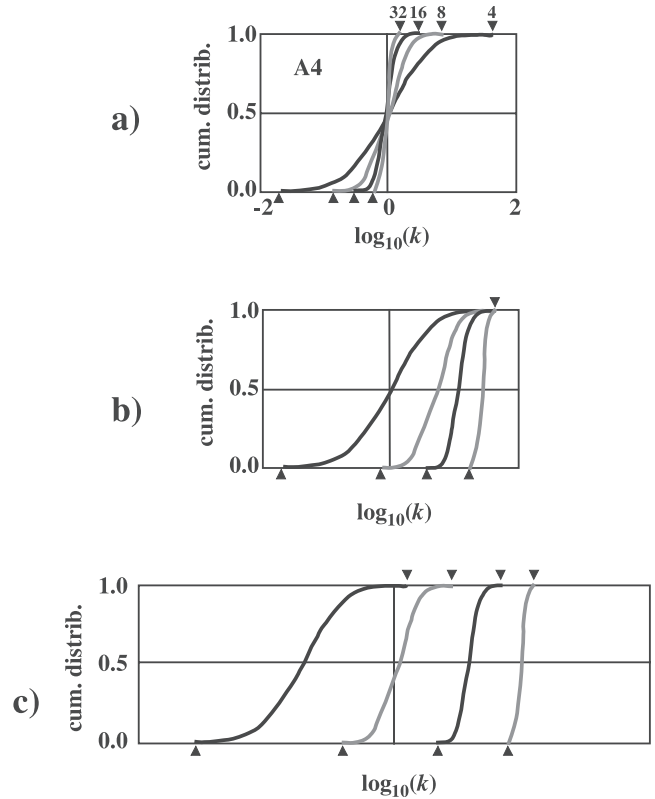 32 16 8 4
1.0
A4
cum. distrib.
0.5
a)
0.0
-2 0 2
log10(k)
1.0
cum. distrib.
0.5
b)
0.0
log10(k)
1.0
cum. distrib.
0.5
c)
0.0
log10(k)